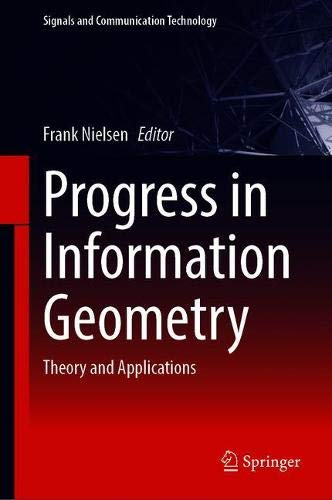 Signals and Communication Technology
Frank Nielsen Editor
Progress in
Information
Geometry
Theory and Applications
Springer